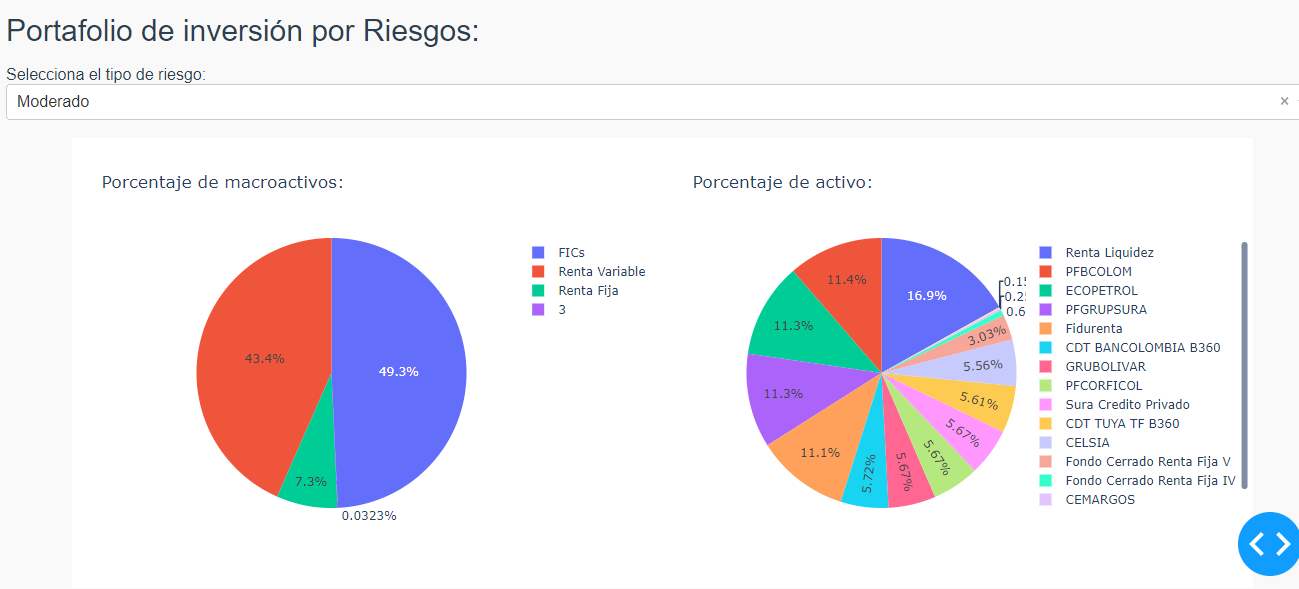 Portafolio de inversión por Riesgos:
Selecciona el tipo de riesgo:
Moderado
×
Porcentaje de macroactivos:
43.4%
49.3%
7.3%
0.0323%
FICs
Renta Variable
Renta Fija
3
Porcentaje de activo:
11.4%
16.9%
11.3%
11.3%
11.1%
5.72%
5.67%
5.67%
5.67%
5.61%
5.56%
3.03%
0.6
Renta Liquidez
PFBCOLOM
ECOPETROL
PFGRUPSURA
Fidurenta
CDT BANCOLOMBIA B360
GRUBOLIVAR
PFCORFICOL
Sura Credito Privado
CDT TUYA TF B360
CELSIA
Fondo Cerrado Renta Fija V
Fondo Cerrado Renta Fija IV
CEMARGOS